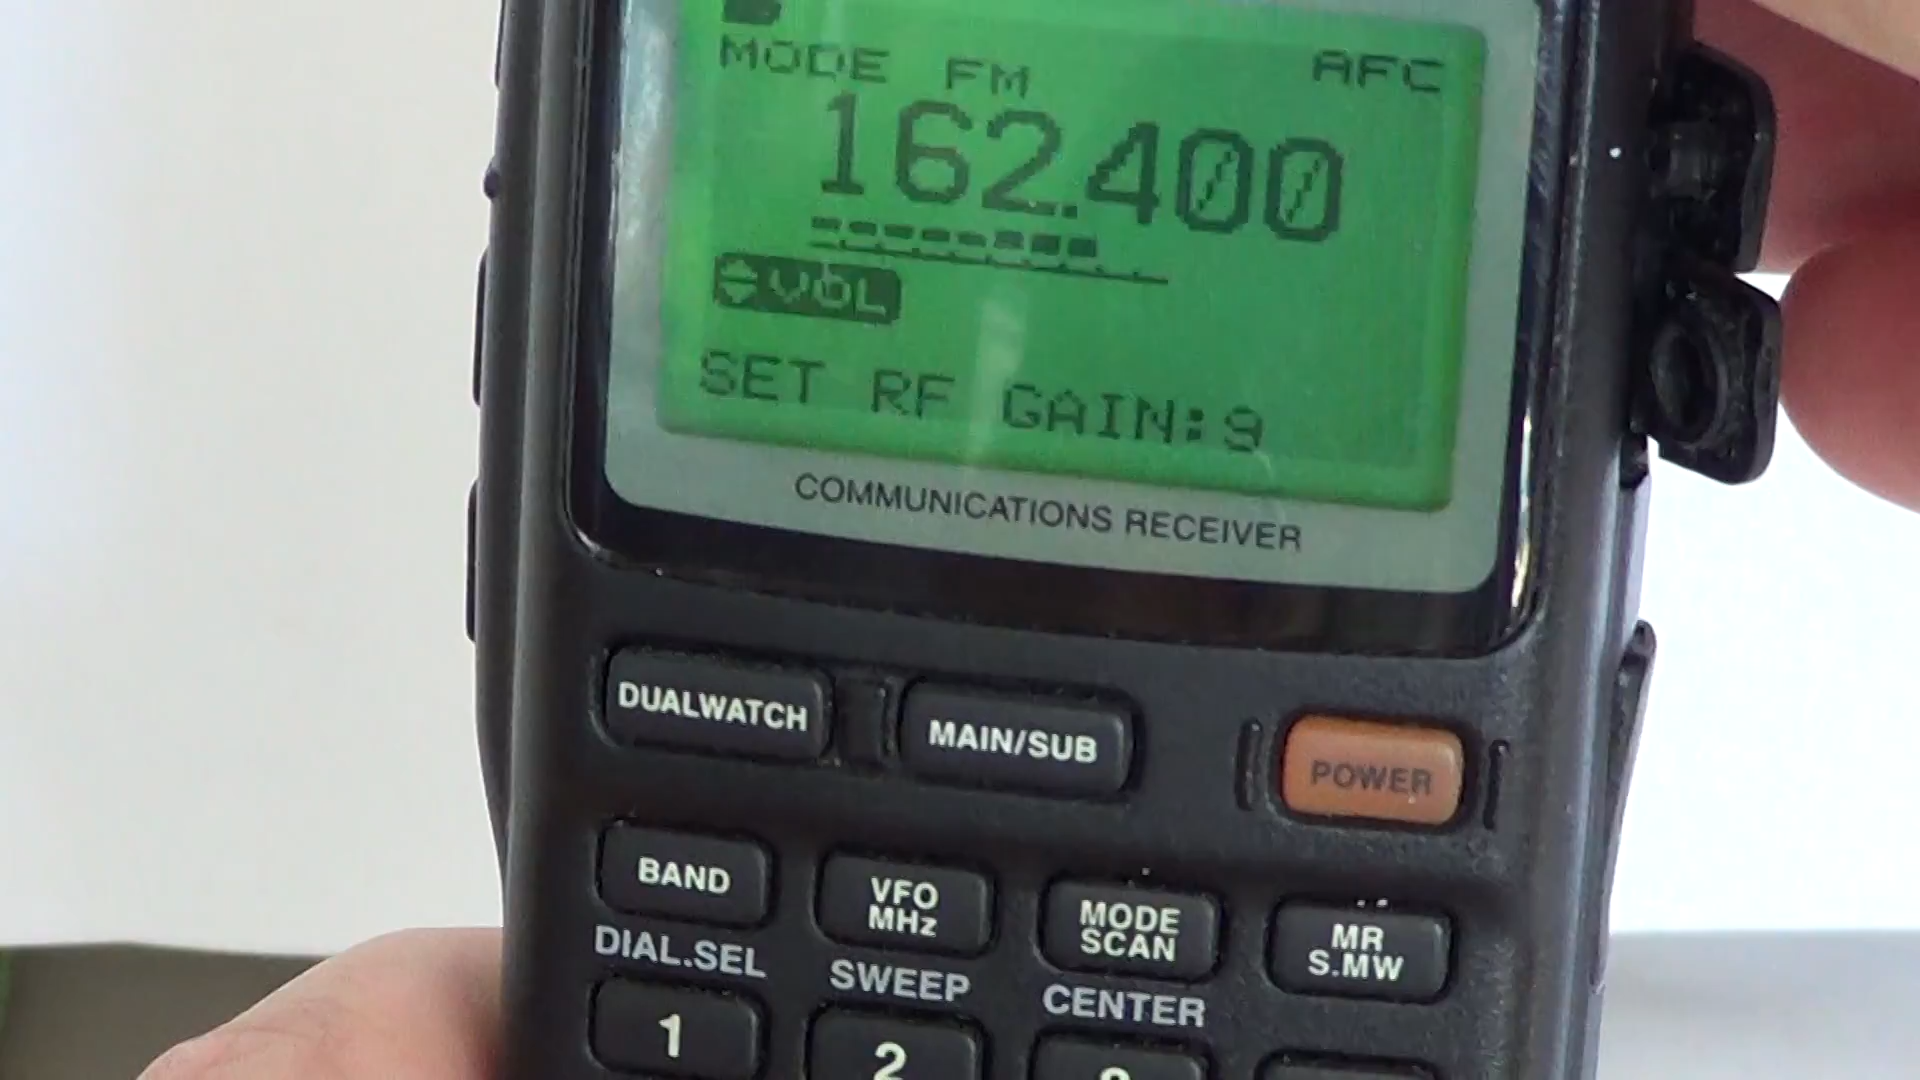 MODE FM AFC
162.400
VOL
SET RF GAIN:9
COMMUNICATIONS RECEIVER
DUALWATCH MAIN/SUB POWER
BAND VFO MHz MODE SCAN MR S.MW
DIAL.SEL SWEEP CENTER
1 2